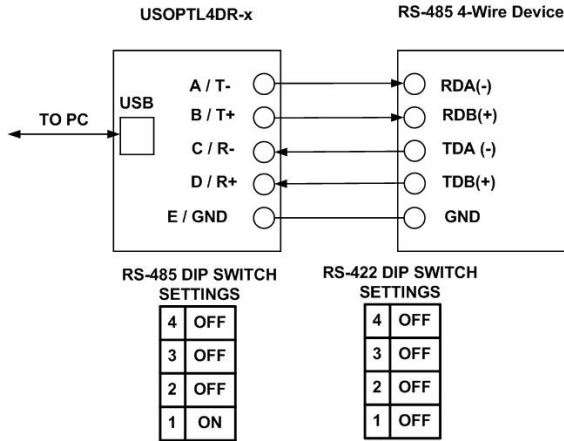 USOPTL4DR-x
RS-485 4-Wire Device
TO PC
USB
A / T-
B / T+
C / R-
D / R+
E / GND
RDA(-)
RDB(+)
TDA (-)
TDB(+)
GND
RS-485 DIP SWITCH
SETTINGS
4 OFF
3 OFF
2 OFF
1 ON
RS-422 DIP SWITCH
SETTINGS
4 OFF
3 OFF
2 OFF
1 OFF